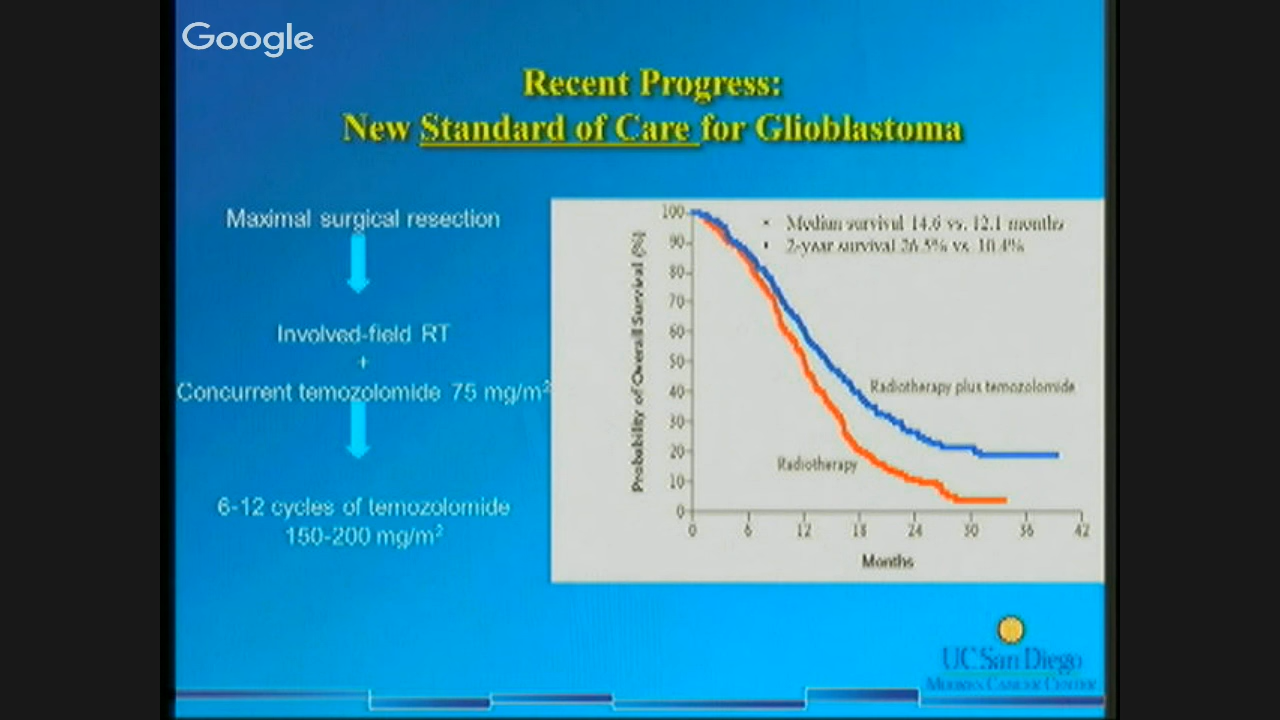 Google
Recent Progress:
New Standard of Care for Glioblastoma
Maximal surgical resection
Involved-field RT
+
Concurrent temozolomide 75 mg/m²
6-12 cycles of temozolomide
150-200 mg/m²
• Median survival 14.6 vs. 12.1 months
• 2-year survival 26.5% vs. 10.4%
Probability of Overall Survival (%)
100
90
80
70
60
50
40
30
20
10
0
Radiotherapy plus temozolomide
Radiotherapy
0 6 12 18 24 30 36 42
Months
UC San Diego
Moores Cancer Center